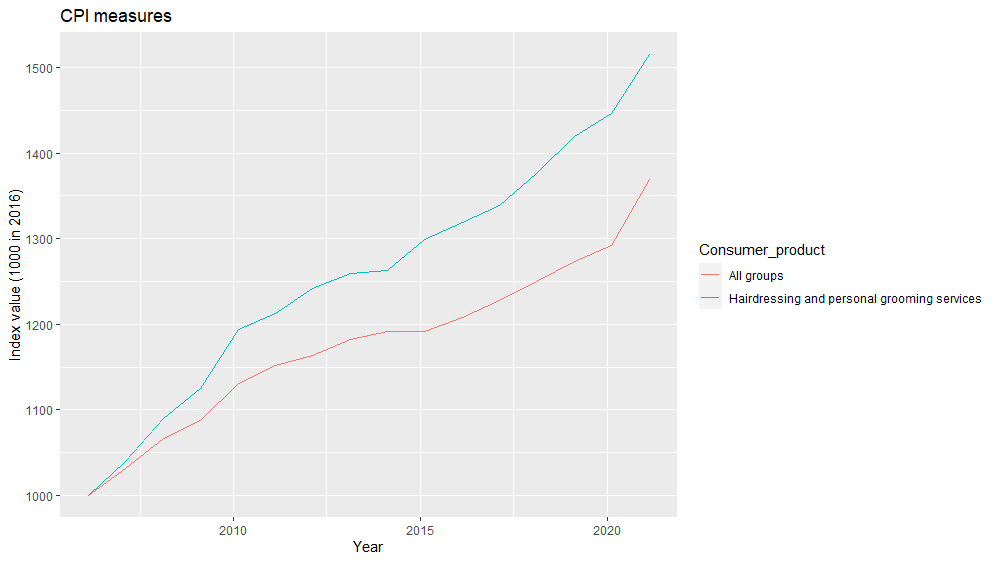 CPI measures
Index value (1000 in 2016)
1500
1400
1300
1200
1100
1000
2010
2015
2020
Year
Consumer_product
All groups
Hairdressing and personal grooming services